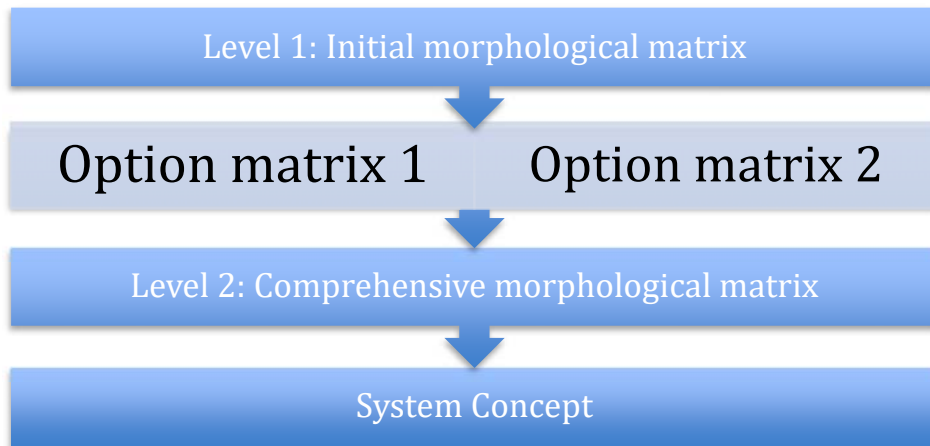 Level 1: Initial morphological matrix
Option matrix 1 Option matrix 2
Level 2: Comprehensive morphological matrix
System Concept